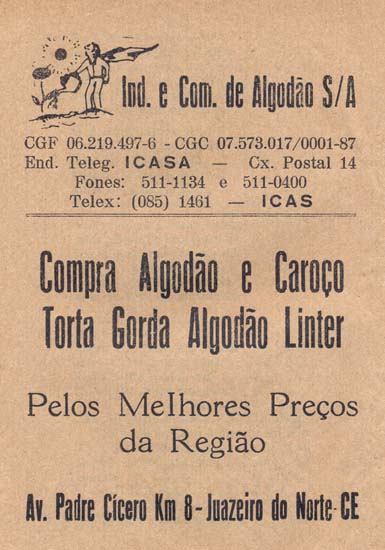 Ind. e Com. de Algodão S/A
CGF 06.219.497-6 - CGC 07.573.017/0001-87
End. Teleg. ICASA — Cx. Postal 14
Fones: 511-1134 e 511-0400
Telex: (085) 1461 — ICAS
Compra Algodão e Caroço
Torta Gorda Algodão Linter
Pelos Melhores Preços
da Região
Av. Padre Cícero Km 8 - Juazeiro do Norte-CE